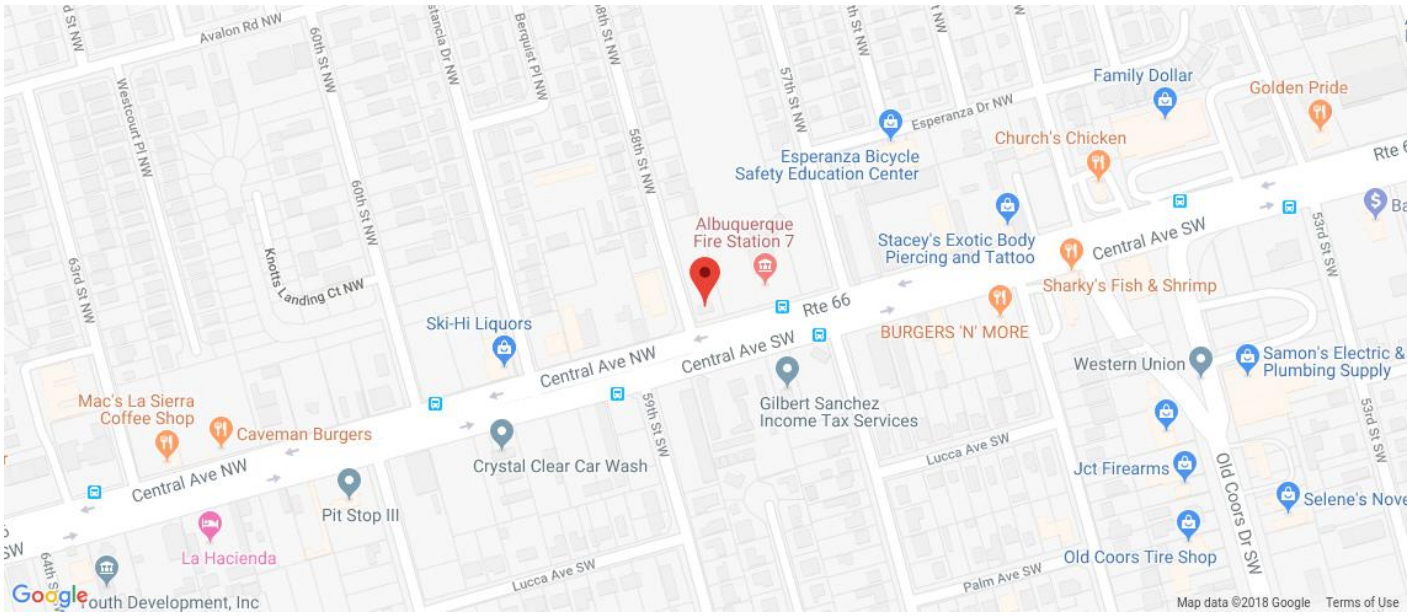 63rd St NW
Avalon Rd NW
60th St NW
Berquist Pl NW
58th St NW
Westcourt Pl NW
57th St NW
Family Dollar
Golden Pride
Esperanza Dr NW
Church's Chicken
Esperanza Bicycle
Safety Education Center
58th St NW
60th St NW
Albuquerque
Fire Station 7
Stacey's Exotic Body
Piercing and Tattoo
Central Ave SW
53rd St SW
63rd St NW
Knotts Landing Ct NW
Sharky's Fish & Shrimp
Rte 66
BURGERS 'N' MORE
Ski-Hi Liquors
Central Ave SW
Central Ave NW
Western Union
Samon's Electric &
Plumbing Supply
Mac's La Sierra
Coffee Shop
Caveman Burgers
59th St SW
Gilbert Sanchez
Income Tax Services
53rd St SW
Crystal Clear Car Wash
Lucca Ave SW
Jct Firearms
Old Coors Dr SW
Central Ave NW
Pit Stop III
Selene's Nove
La Hacienda
Old Coors Tire Shop
SW
64th S
Lucca Ave SW
Palm Ave SW
Google
Youth Development, Inc
Map data ©2018 Google Terms of Use